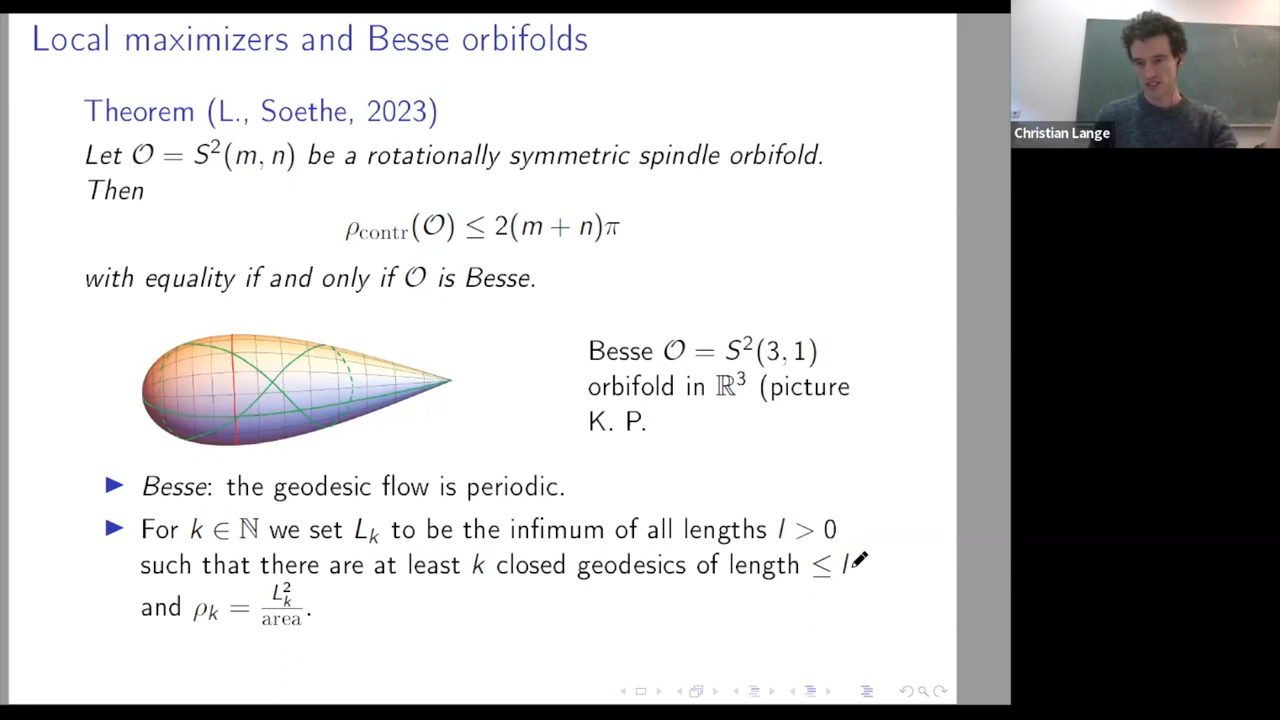 Local maximizers and Besse orbifolds
Theorem (L., Soethe, 2023)
Let 𝒪 = S²(m, n) be a rotationally symmetric spindle orbifold.
Then
ρ_contr(𝒪) ≤ 2(m + n)π
with equality if and only if 𝒪 is Besse.
Besse 𝒪 = S²(3, 1)
orbifold in ℝ³ (picture
K. P.
▶ Besse: the geodesic flow is periodic.
▶ For k ∈ ℕ we set L_k to be the infimum of all lengths l > 0
such that there are at least k closed geodesics of length ≤ l
and ρ_k = L_k²/area.
Christian Lange